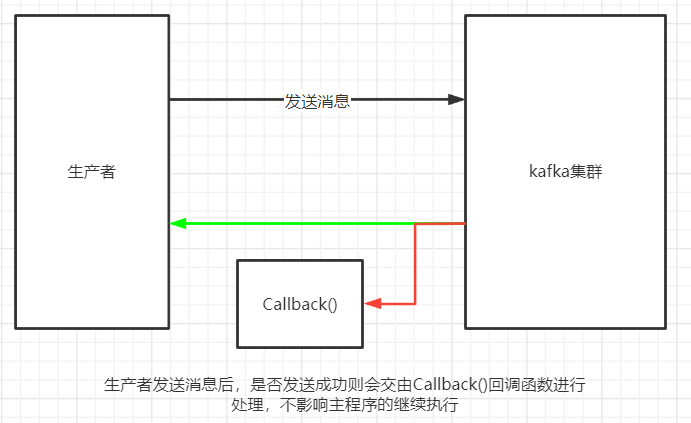 发送消息
生产者
kafka集群
Callback()
生产者发送消息后，是否发送成功则会交由Callback()回调函数进行
处理，不影响主程序的继续执行